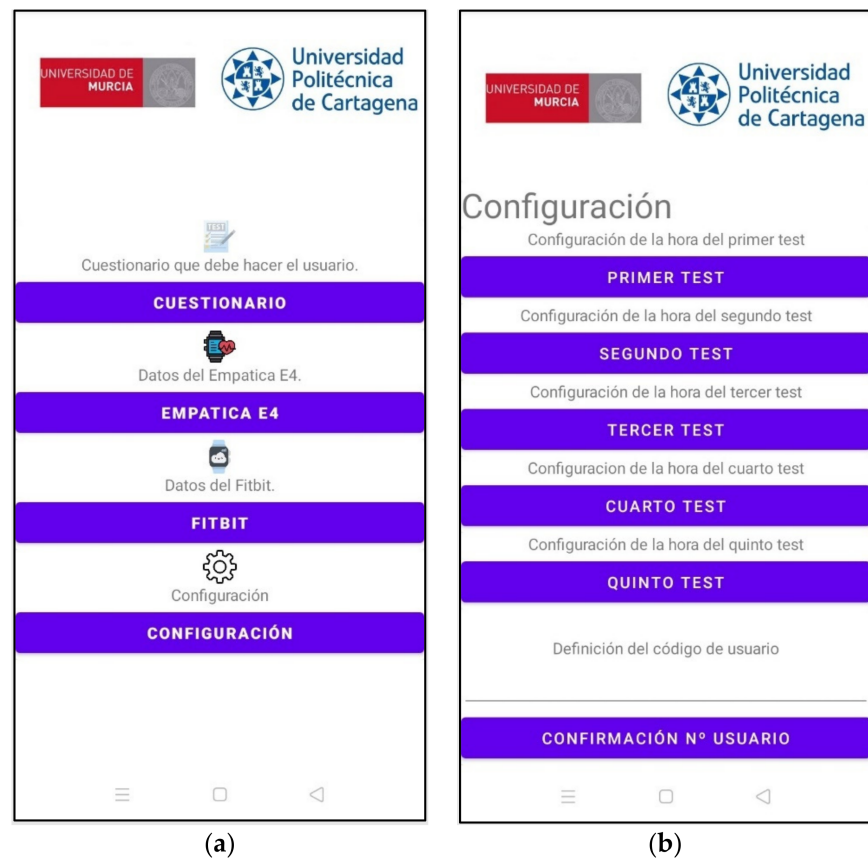 UNIVERSIDAD DE
MURCIA
Universidad
Politécnica
de Cartagena
TEST
Cuestionario que debe hacer el usuario.
CUESTIONARIO
Datos del Empatica E4.
EMPATICA E4
Datos del Fitbit.
FITBIT
Configuración
CONFIGURACIÓN
(a)
UNIVERSIDAD DE
MURCIA
Universidad
Politécnica
de Cartagena
Configuración
Configuración de la hora del primer test
PRIMER TEST
Configuración de la hora del segundo test
SEGUNDO TEST
Configuración de la hora del tercer test
TERCER TEST
Configuracion de la hora del cuarto test
CUARTO TEST
Configuración de la hora del quinto test
QUINTO TEST
Definición del código de usuario
CONFIRMACIÓN Nº USUARIO
(b)